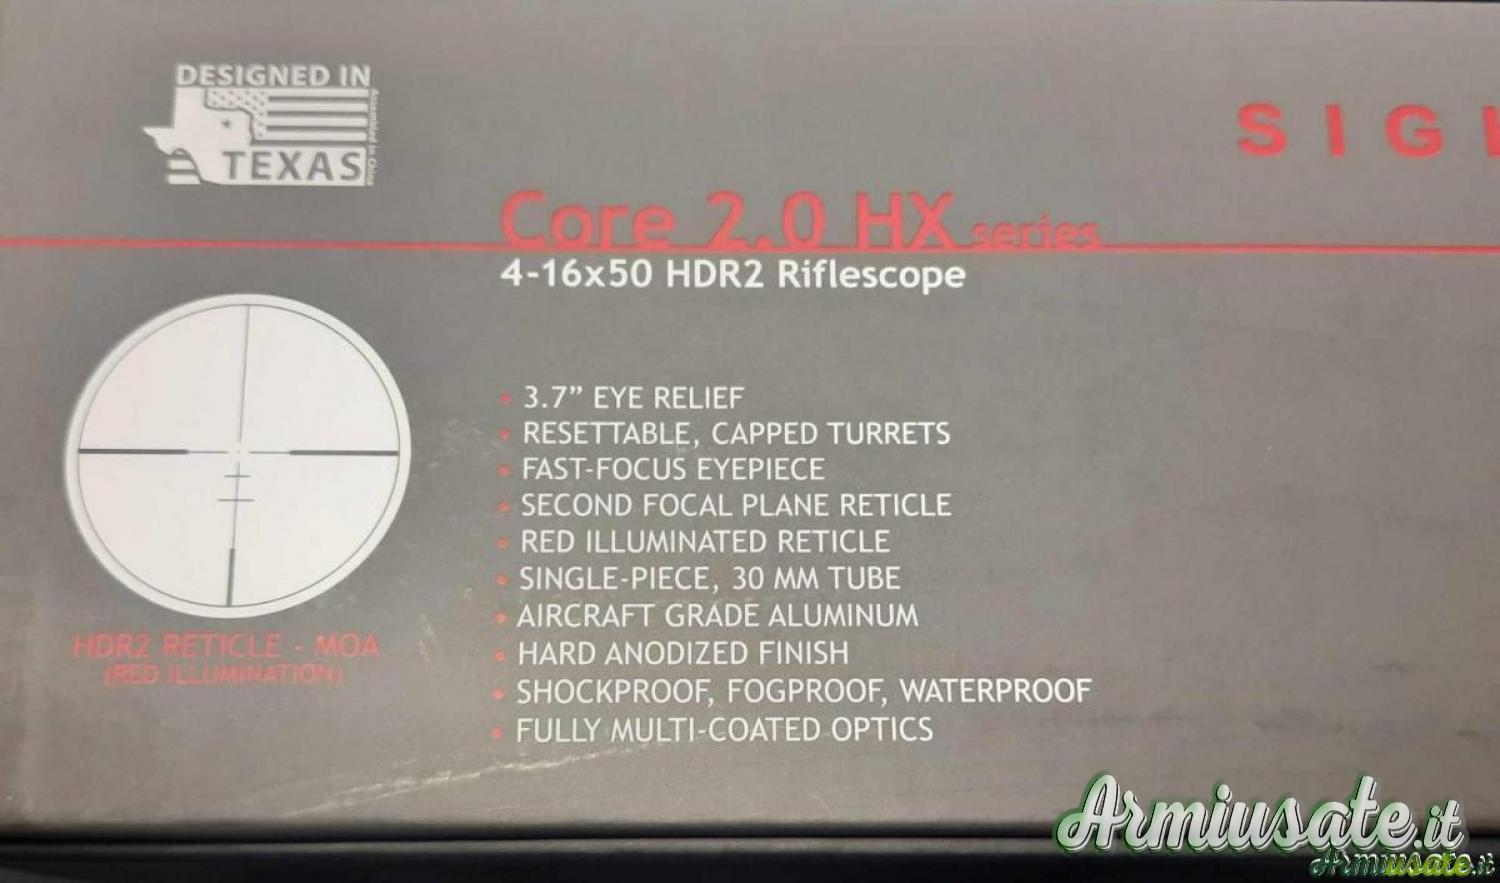 DESIGNED IN
TEXAS
Assembled in China
SIG
Core 2.0 HX series
4-16x50 HDR2 Riflescope
• 3.7” EYE RELIEF
• RESETTABLE, CAPPED TURRETS
• FAST-FOCUS EYEPIECE
• SECOND FOCAL PLANE RETICLE
• RED ILLUMINATED RETICLE
• SINGLE-PIECE, 30 MM TUBE
• AIRCRAFT GRADE ALUMINUM
• HARD ANODIZED FINISH
• SHOCKPROOF, FOGPROOF, WATERPROOF
• FULLY MULTI-COATED OPTICS
HDR2 RETICLE - MOA
(RED ILLUMINATION)
Armiusate.it
Armiusate.it